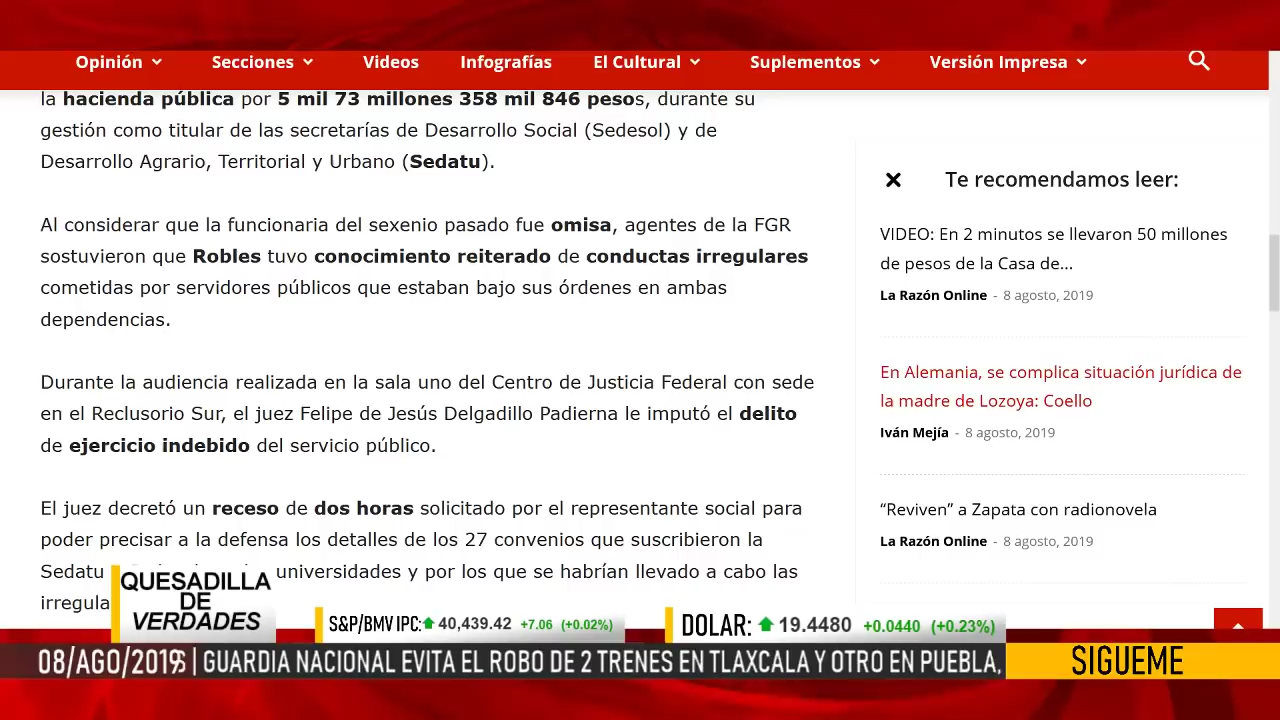 Opinión Secciones Videos Infografías El Cultural Suplementos Versión Impresa
la hacienda pública por 5 mil 73 millones 358 mil 846 pesos, durante su
gestión como titular de las secretarías de Desarrollo Social (Sedesol) y de
Desarrollo Agrario, Territorial y Urbano (Sedatu).
Al considerar que la funcionaria del sexenio pasado fue omisa, agentes de la FGR
sostuvieron que Robles tuvo conocimiento reiterado de conductas irregulares
cometidas por servidores públicos que estaban bajo sus órdenes en ambas
dependencias.
Durante la audiencia realizada en la sala uno del Centro de Justicia Federal con sede
en el Reclusorio Sur, el juez Felipe de Jesús Delgadillo Padierna le imputó el delito
de ejercicio indebido del servicio público.
El juez decretó un receso de dos horas solicitado por el representante social para
poder precisar a la defensa los detalles de los 27 convenios que suscribieron la
Sedatu universidades y por los que se habrían llevado a cabo las
irregula
Te recomendamos leer:
VIDEO: En 2 minutos se llevaron 50 millones
de pesos de la Casa de...
La Razón Online - 8 agosto, 2019
En Alemania, se complica situación jurídica de
la madre de Lozoya: Coello
Iván Mejía - 8 agosto, 2019
“Reviven” a Zapata con radionovela
La Razón Online - 8 agosto, 2019
QUESADILLA
DE
VERDADES
S&P/BMV IPC: 40,439.42 +7.06 (+0.02%)
DOLAR: 19.4480 +0.0440 (+0.23%)
08/AGO/2019 | GUARDIA NACIONAL EVITA EL ROBO DE 2 TRENES EN TLAXCALA Y OTRO EN PUEBLA,
SIGUEME